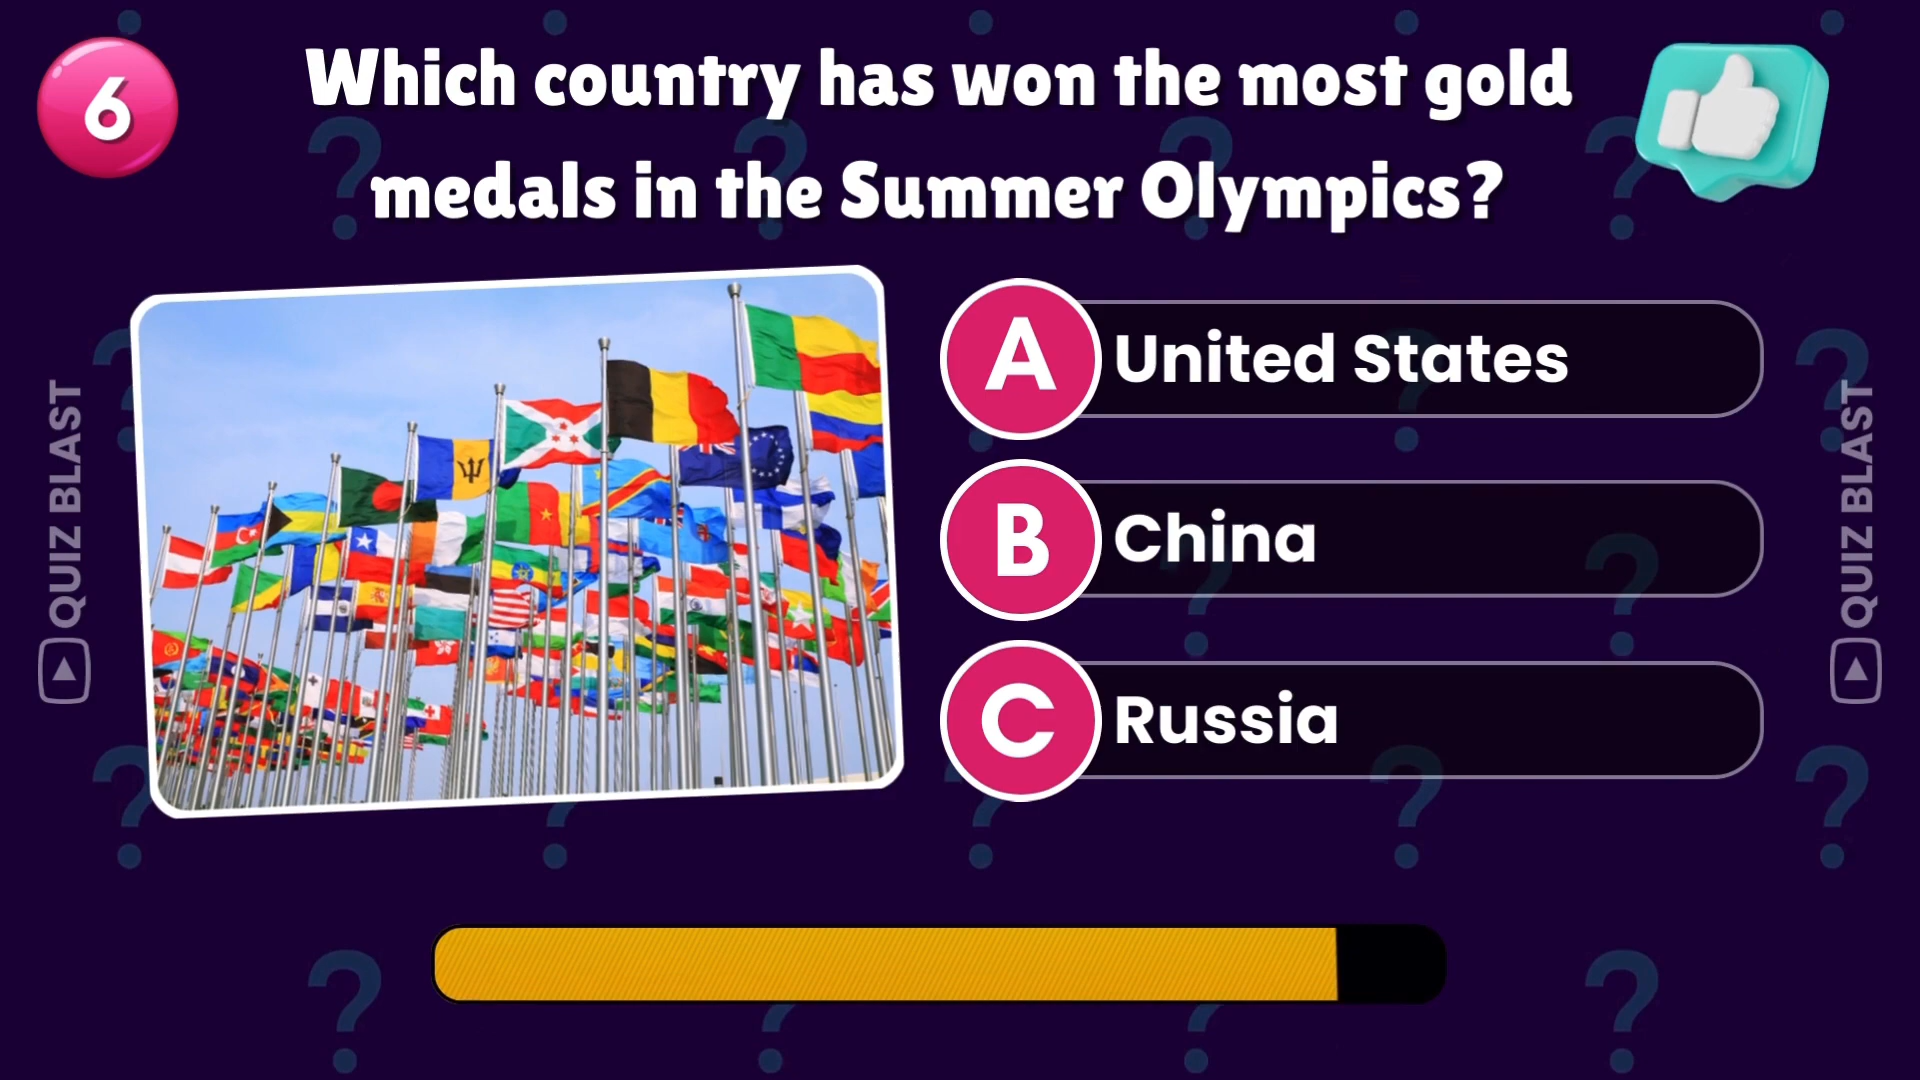 6
Which country has won the most gold
medals in the Summer Olympics?
A United States
B China
C Russia
QUIZ BLAST
QUIZ BLAST